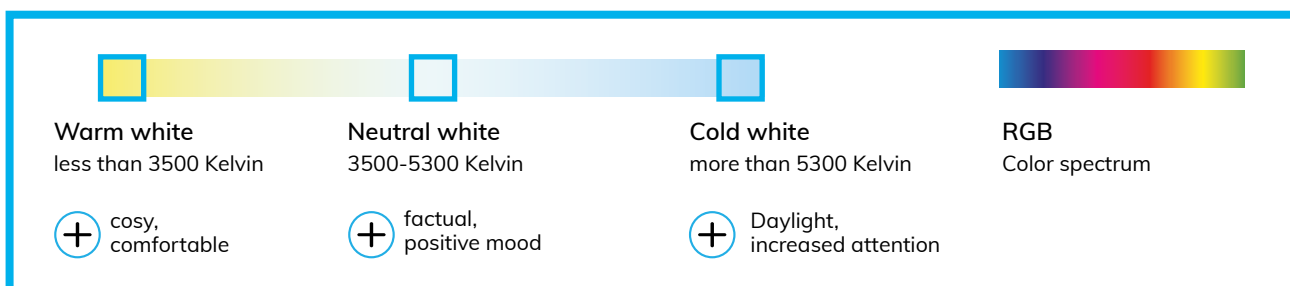 Warm white
less than 3500 Kelvin
cosy,
comfortable
Neutral white
3500-5300 Kelvin
factual,
positive mood
Cold white
more than 5300 Kelvin
Daylight,
increased attention
RGB
Color spectrum